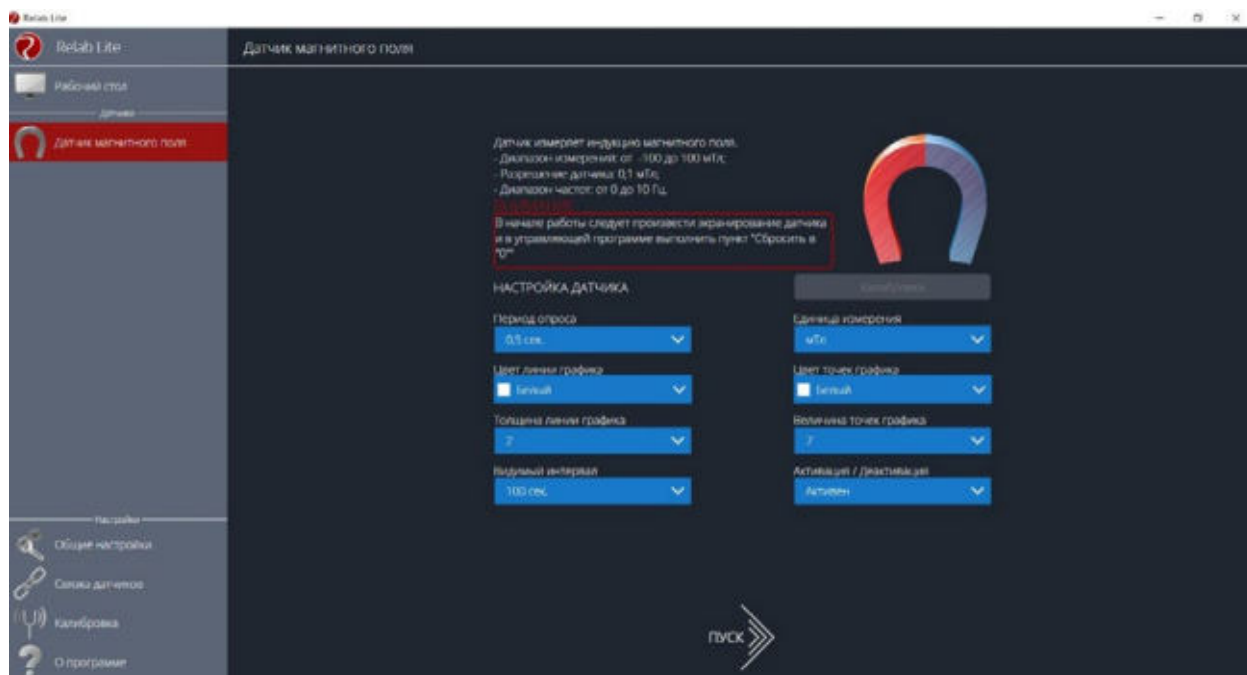 Relab Lite
Relab Lite
Датчик магнитного поля
Рабочий стол
Датчики
Датчик магнитного поля
Датчик измеряет индукцию магнитного поля.
- Диапазон измерений: от -100 до 100 мТл;
- Разрешение датчика: 0,1 мТл;
- Диапазон частот: от 0 до 10 Гц.
В начале работы следует произвести экранирование датчика
и в управляющей программе выполнить пункт "Сбросить в
"0""
НАСТРОЙКА ДАТЧИКА
Калибровка
Период опроса
Единица измерения
0,5 сек.
мТл
Цвет линии графика
Цвет точек графика
Белый
Белый
Толщина линии графика
Величина точек графика
2
7
Видимый интервал
Активация / Деактивация
100 сек.
Активен
Настройки
Общие настройки
Связка датчиков
Калибровка
О программе
ПУСК